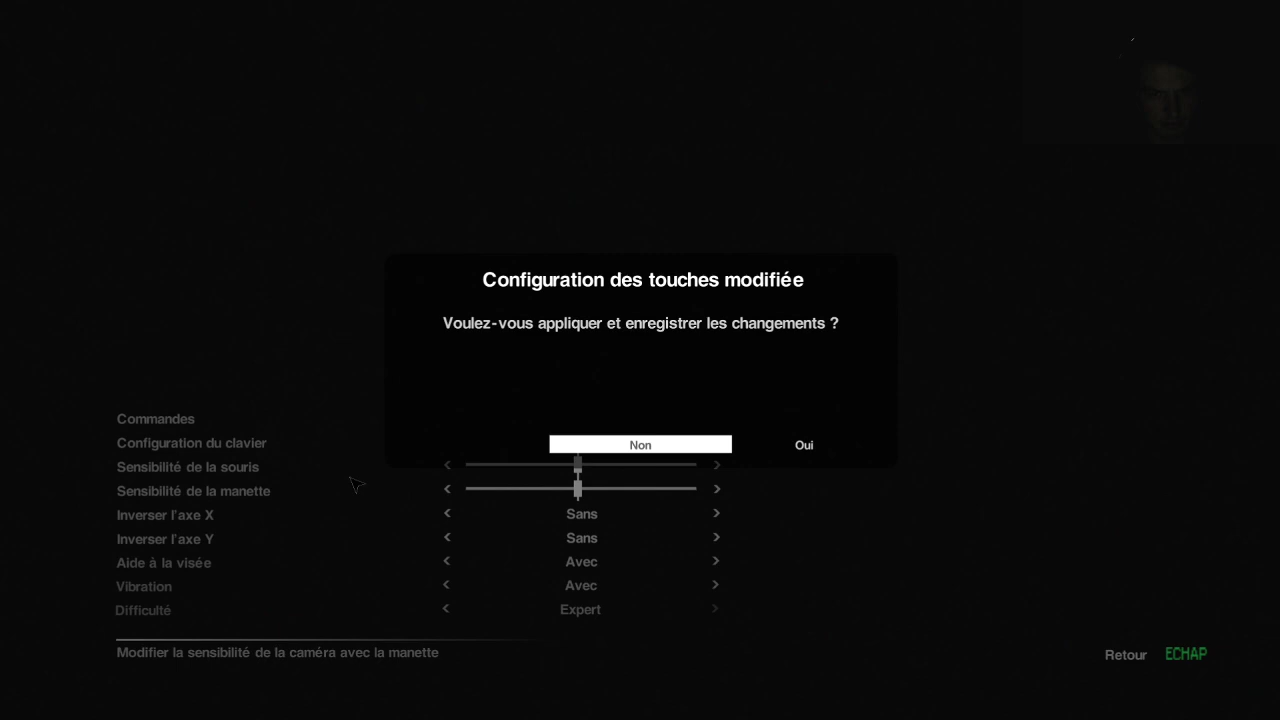 Configuration des touches modifiée
Voulez-vous appliquer et enregistrer les changements ?
Non Oui
Commandes
Configuration du clavier
Sensibilité de la souris < >
Sensibilité de la manette < >
Inverser l'axe X < Sans >
Inverser l'axe Y < Sans >
Aide à la visée < Avec >
Vibration < Avec >
Difficulté < Expert >
Modifier la sensibilité de la caméra avec la manette
Retour ECHAP